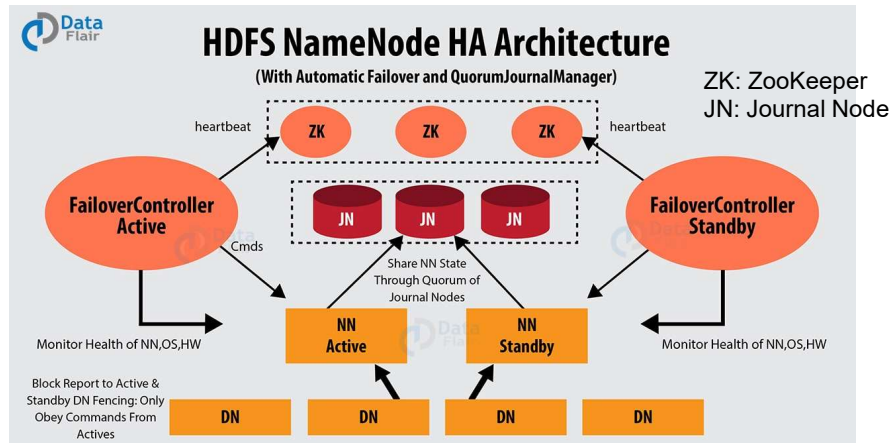 Data
Flair
HDFS NameNode HA Architecture
(With Automatic Failover and QuorumJournalManager)
ZK: ZooKeeper
JN: Journal Node
heartbeat
ZK
ZK
ZK
heartbeat
FailoverController
Active
JN
JN
JN
FailoverController
Standby
Cmds
Share NN State
Through Quorum of
Journal Nodes
NN
Active
NN
Standby
Data
Flair
Monitor Health of NN,OS,HW
Monitor Health of NN,OS,HW
Block Report to Active &
Standby DN Fencing: Only
Obey Commands From
Actives
DN
DN
DN
DN